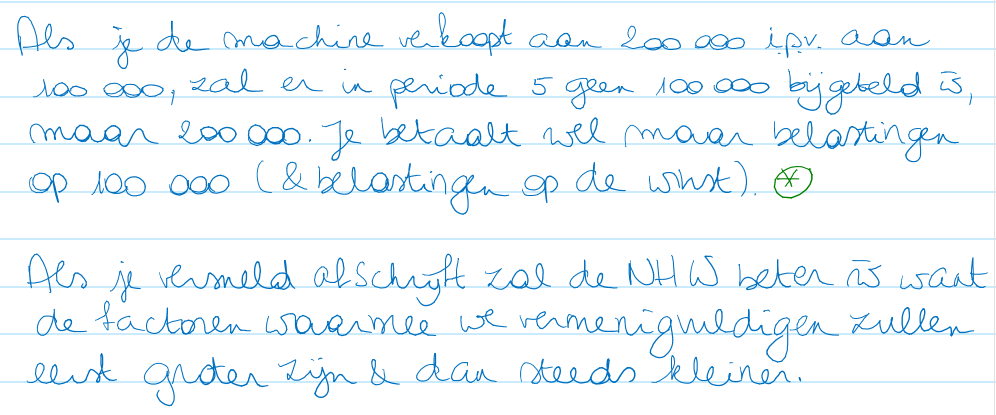 Als je de machine verkoopt aan 200 000 i.p.v. aan
100 000, zal er in periode 5 geen 100 000 bijgeteld w̄,
maar 200 000. Je betaalt wel maar belastingen
op 100 000 (& belastingen op de winst). *
Als je versneld afschrijft zal de NHW beter w̄ want
de factoren waarmee we vermenigvuldigen zullen
eerst groter zijn & dan steeds kleiner.